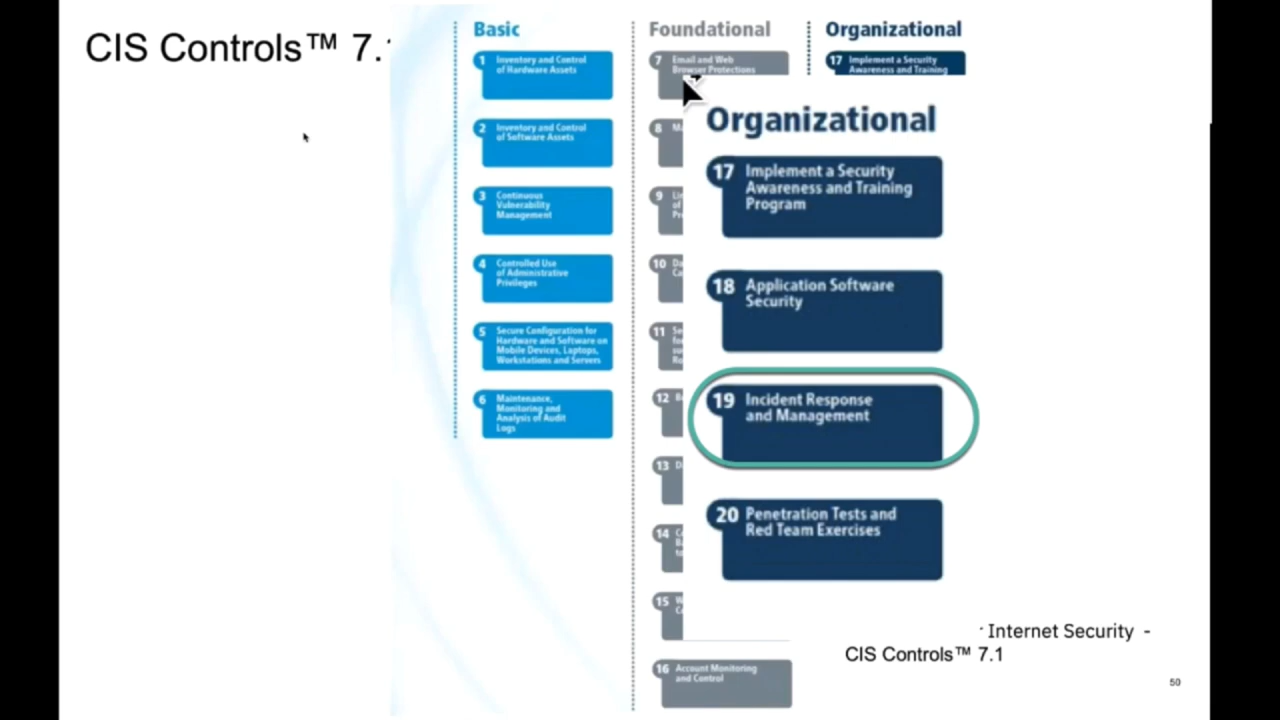 CIS Controls™ 7.
Basic
1 Inventory and Control
of Hardware Assets
2 Inventory and Control
of Software Assets
3 Continuous
Vulnerability
Management
4 Controlled Use
of Administrative
Privileges
5 Secure Configuration for
Hardware and Software on
Mobile Devices, Laptops,
Workstations and Servers
6 Maintenance,
Monitoring and
Analysis of Audit
Logs
Foundational
7 Email and Web
Browser Protections
8
9
of
10
11
12
13
14
15
16 Account Monitoring
and Control
Organizational
17 Implement a Security
Awareness and Training
Organizational
17 Implement a Security
Awareness and Training
Program
18 Application Software
Security
19 Incident Response
and Management
20 Penetration Tests and
Red Team Exercises
Internet Security -
CIS Controls™ 7.1
50